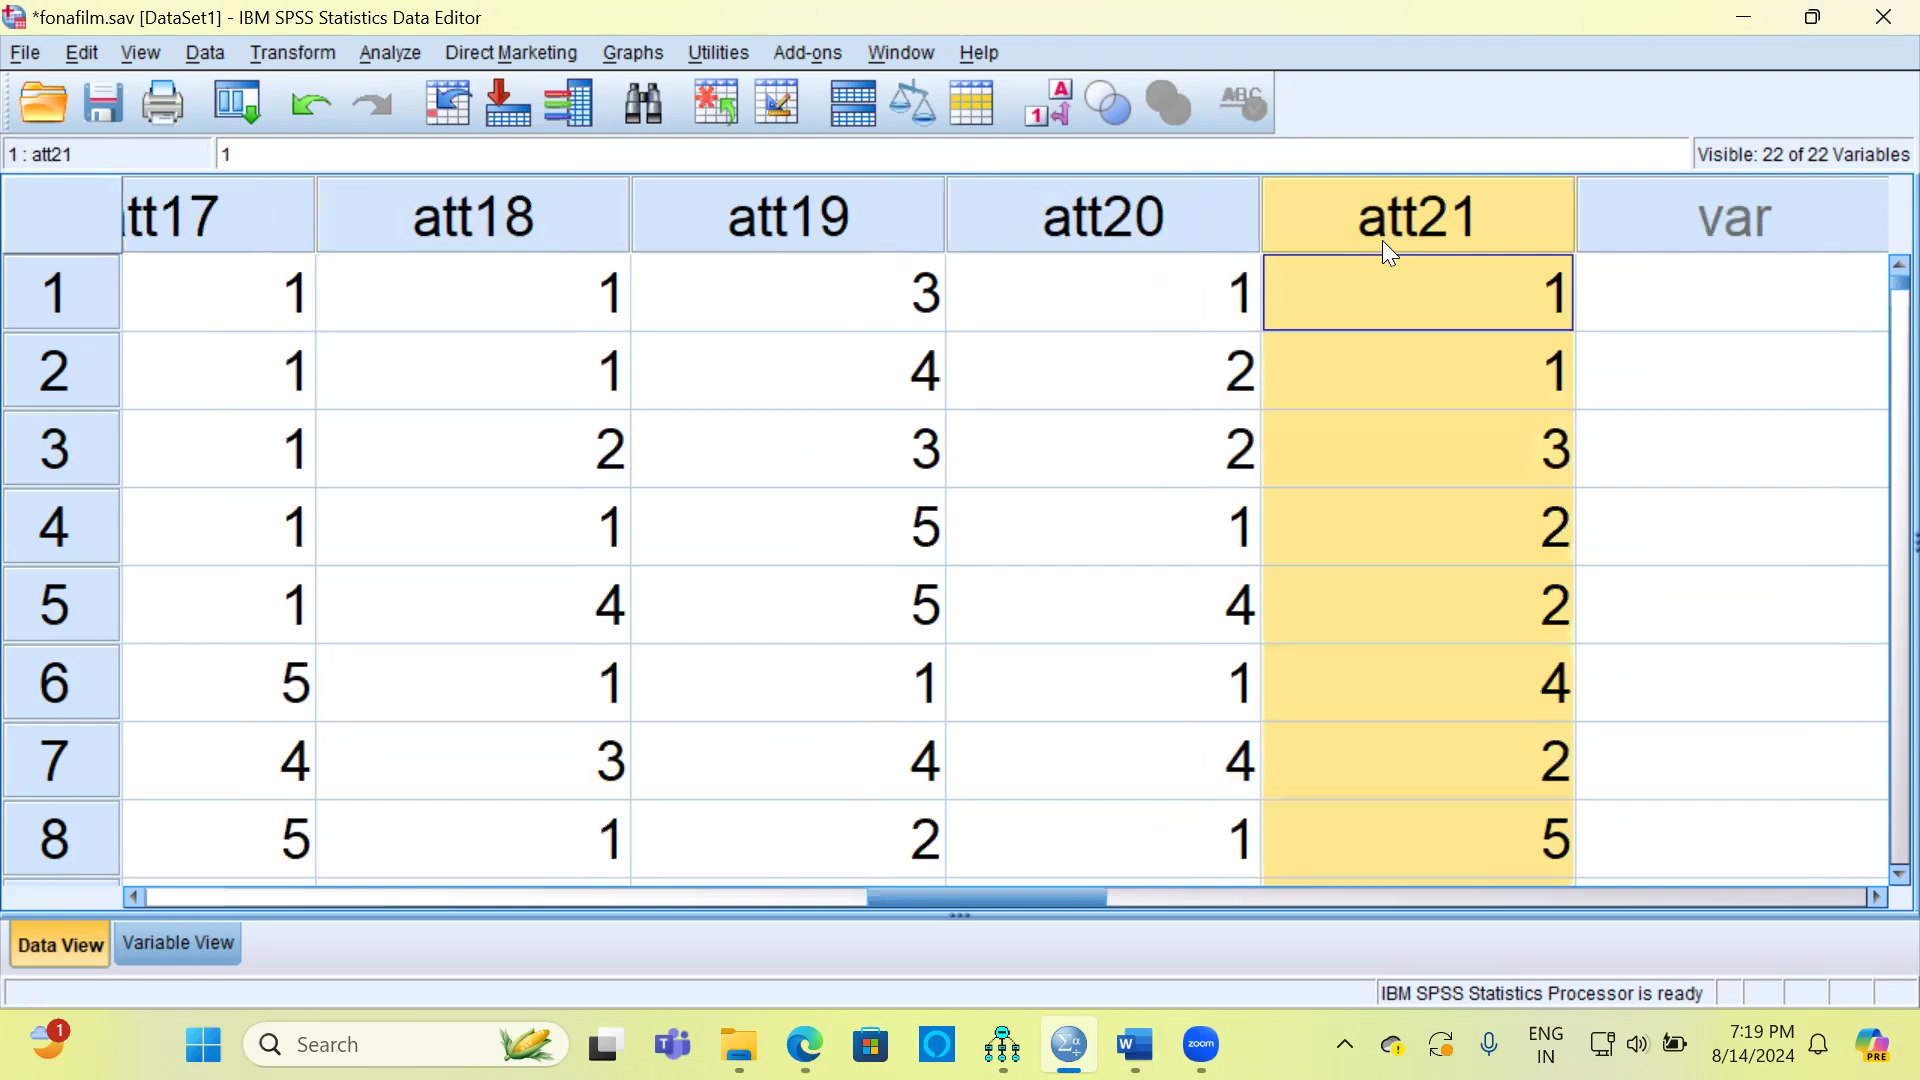 *fonafilm.sav [DataSet1] - IBM SPSS Statistics Data Editor
File Edit View Data Transform Analyze Direct Marketing Graphs Utilities Add-ons Window Help
A
1
ABC
1 : att21 1 Visible: 22 of 22 Variables
tt17 att18 att19 att20 att21 var
1 1 1 3 1 1
2 1 1 4 2 1
3 1 2 3 2 3
4 1 1 5 1 2
5 1 4 5 4 2
6 5 1 1 1 4
7 4 3 4 4 2
8 5 1 2 1 5
Data View Variable View
IBM SPSS Statistics Processor is ready
1 Search T W zoom ENG 7:19 PM
IN 8/14/2024 PRE